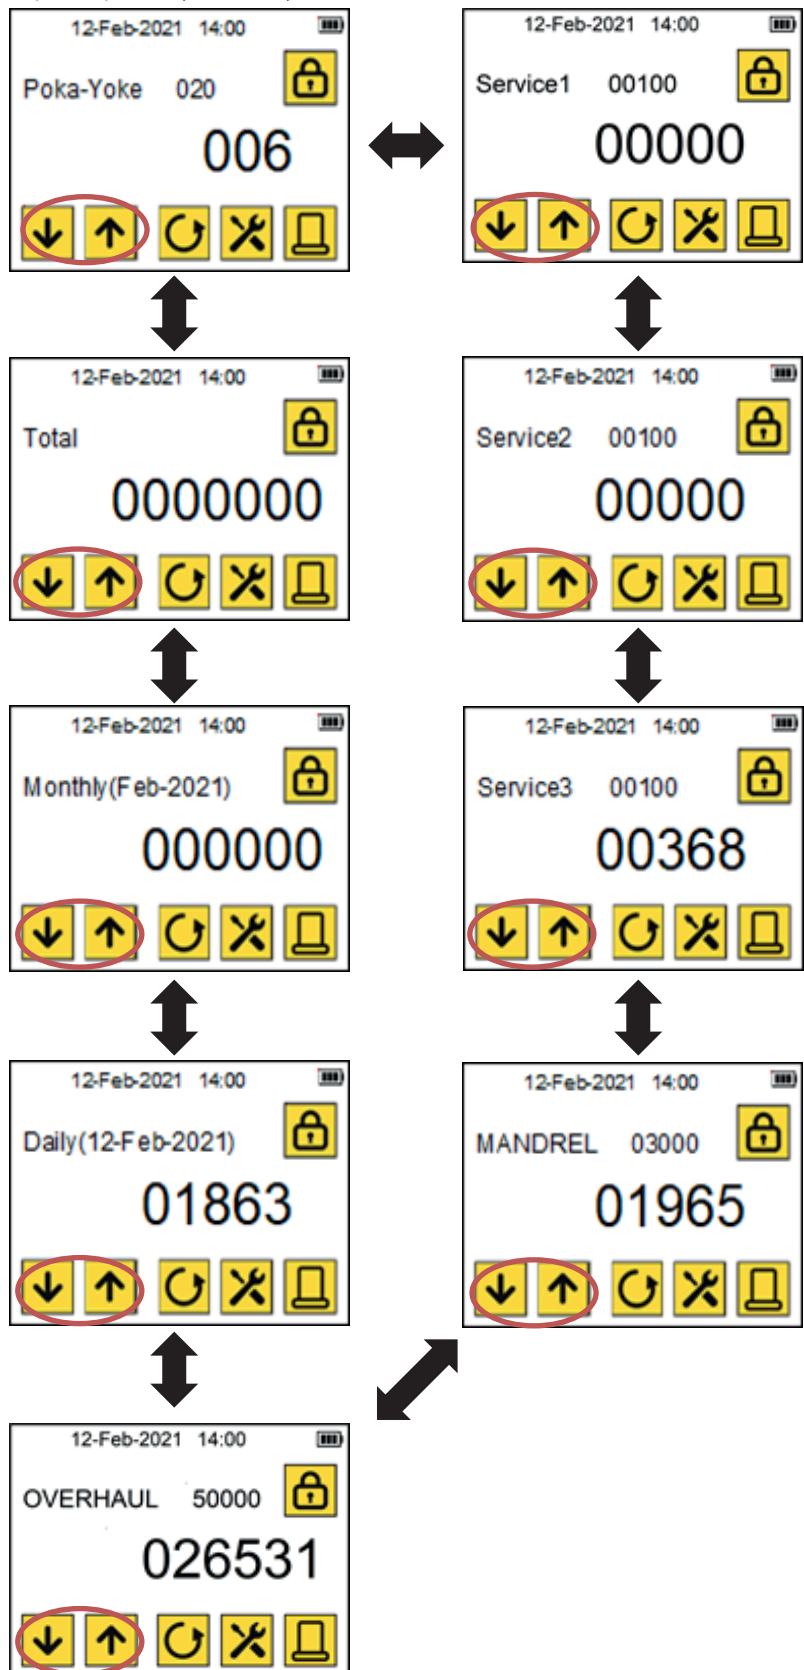 12-Feb-2021 14:00
Poka-Yoke 020
006
12-Feb-2021 14:00
Service1 00100
00000
12-Feb-2021 14:00
Total
0000000
12-Feb-2021 14:00
Service2 00100
00000
12-Feb-2021 14:00
Monthly(Feb-2021)
000000
12-Feb-2021 14:00
Service3 00100
00368
12-Feb-2021 14:00
Daily(12-Feb-2021)
01863
12-Feb-2021 14:00
MANDREL 03000
01965
12-Feb-2021 14:00
OVERHAUL 50000
026531